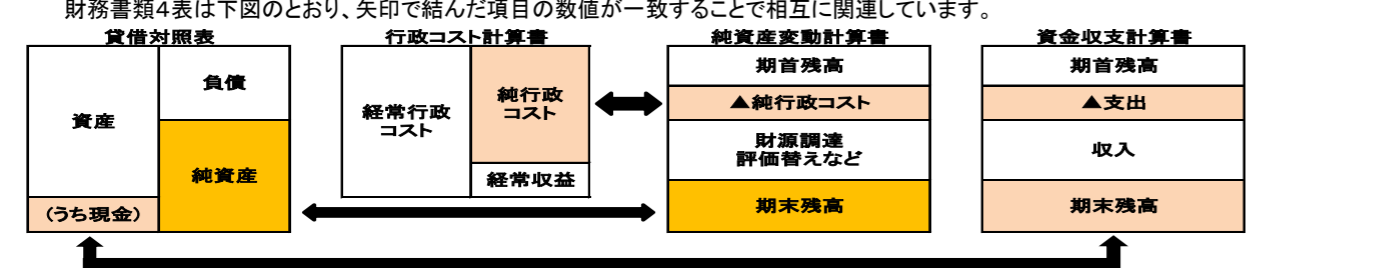 財務書類4表は下図のとおり、矢印で結んだ項目の数値が一致することで相互に関連しています。
貸借対照表
資産
(うち現金)
負債
純資産
行政コスト計算書
経常行政
コスト
純行政
コスト
経常収益
純資産変動計算書
期首残高
▲純行政コスト
財源調達
評価替えなど
期末残高
資金収支計算書
期首残高
▲支出
収入
期末残高